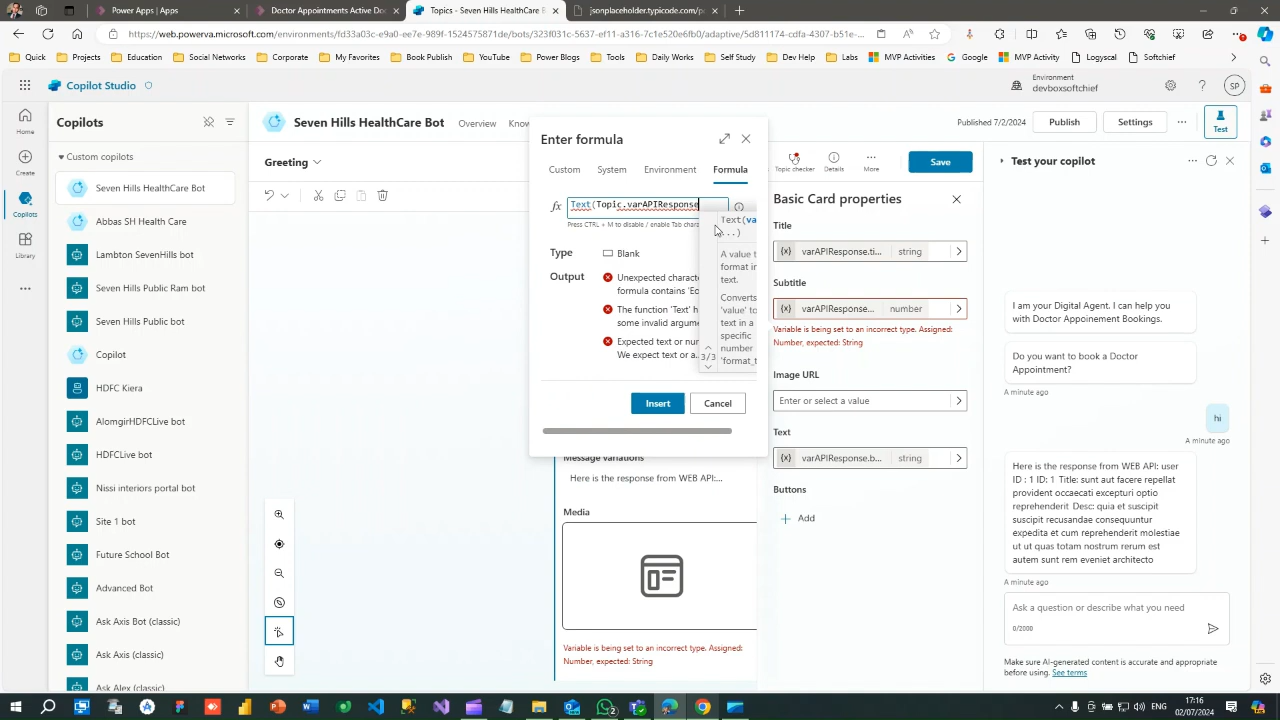 Power Apps | Power Apps
Doctor Appointments Active Do
Topics - Seven Hills HealthCare B
jsonplaceholder.typicode.com/po
https://web.powerva.microsoft.com/environments/fd33a03c-e9a0-ee7e-989f-1524575871de/bots/323f031c-5637-ef11-a316-7c1e520e6fb0/adaptive/5d811174-cdfa-4307-b51e-...
Quick
Projects
Education
Social Networks
Corporate
My Favorites
Book Publish
YouTube
Power Blogs
Tools
Daily Works
Self Study
Dev Help
Labs
MVP Activities
Google
MVP Activity
Logyscal
Softchief
Copilot Studio
Environment
devboxsoftchief
SP
Home
Create
Copilots
Library
Copilots
Custom copilots
Seven Hills HealthCare Bot
Abbas SH Health Care
Lambton SevenHills bot
Seven Hills Public Ram bot
Seven Hills Public bot
Copilot
HDFC Kiera
AlomgirHDFCLive bot
HDFCLive bot
Nissi interiors portal bot
Site 1 bot
Future School Bot
Advanced Bot
Ask Axis Bot (classic)
Ask Axis (classic)
Ask Alex (classic)
Seven Hills HealthCare Bot
Overview
Know
Published 7/2/2024
Publish
Settings
Test
Greeting
Topic checker
Details
More
Save
Enter formula
Custom
System
Environment
Formula
fx
Text(Topic.varAPIResponse
Press CTRL + M to disable / enable Tab charac
Type
Blank
Output
Unexpected characte
formula contains 'Eo
The function 'Text' h
some invalid argume
Expected text or num
We expect text or a
Text(va
...)
A value t
format in
text.
Converts
'value' to
text in a
specific
number
'format_t
3/3
Insert
Cancel
Message variations
Here is the response from WEB API:...
Media
Variable is being set to an incorrect type. Assigned:
Number, expected: String
Basic Card properties
Title
{x} varAPIResponse.ti... string
Subtitle
{x} varAPIResponse... number
Variable is being set to an incorrect type. Assigned:
Number, expected: String
Image URL
Enter or select a value
Text
{x} varAPIResponse.b... string
Buttons
Add
Test your copilot
I am your Digital Agent. I can help you
with Doctor Appoinement Bookings.
Do you want to book a Doctor
Appointment?
A minute ago
hi
A minute ago
Here is the response from WEB API: user
ID : 1 ID: 1 Title: sunt aut facere repellat
provident occaecati excepturi optio
reprehenderit Desc: quia et suscipit
suscipit recusandae consequuntur
expedita et cum reprehenderit molestiae
ut ut quas totam nostrum rerum est
autem sunt rem eveniet architecto
A minute ago
Ask a question or describe what you need
0/2000
Make sure AI-generated content is accurate and appropriate
before using. See terms
ENG
17:16
02/07/2024